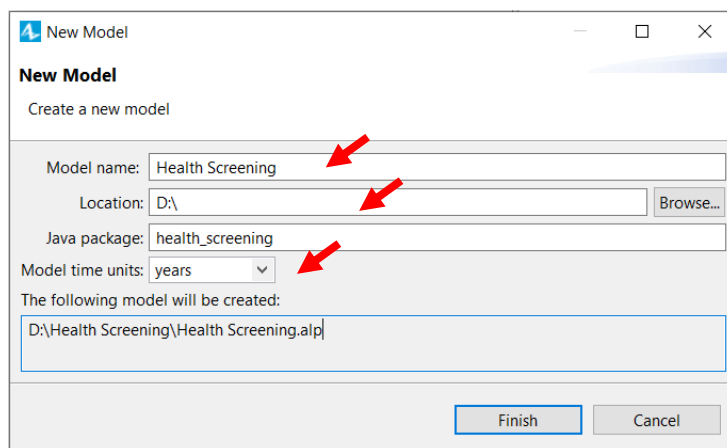 New Model
New Model
Create a new model
Model name: Health Screening
Location: D:\ Browse...
Java package: health_screening
Model time units: years
The following model will be created:
D:\Health Screening\Health Screening.alp
Finish Cancel